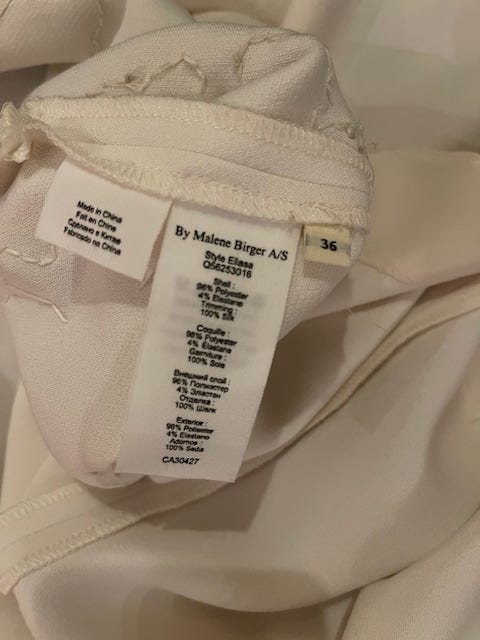 Made in China
Fait en Chine
Сделано в Китае
Fabricado na China
By Malene Birger A/S
Style Ellasa
Q56253016
Shell :
96% Polyester
4% Elastane
Trimming :
100% Silk
Coquille :
96% Polyester
4% Elastane
Garniture :
100% Soie
Внешний слой :
96% Полиэстер
4% Эластан
Отделка :
100% Шелк
Exterior :
96% Poliester
4% Elastano
Adornos :
100% Seda
CA30427
36